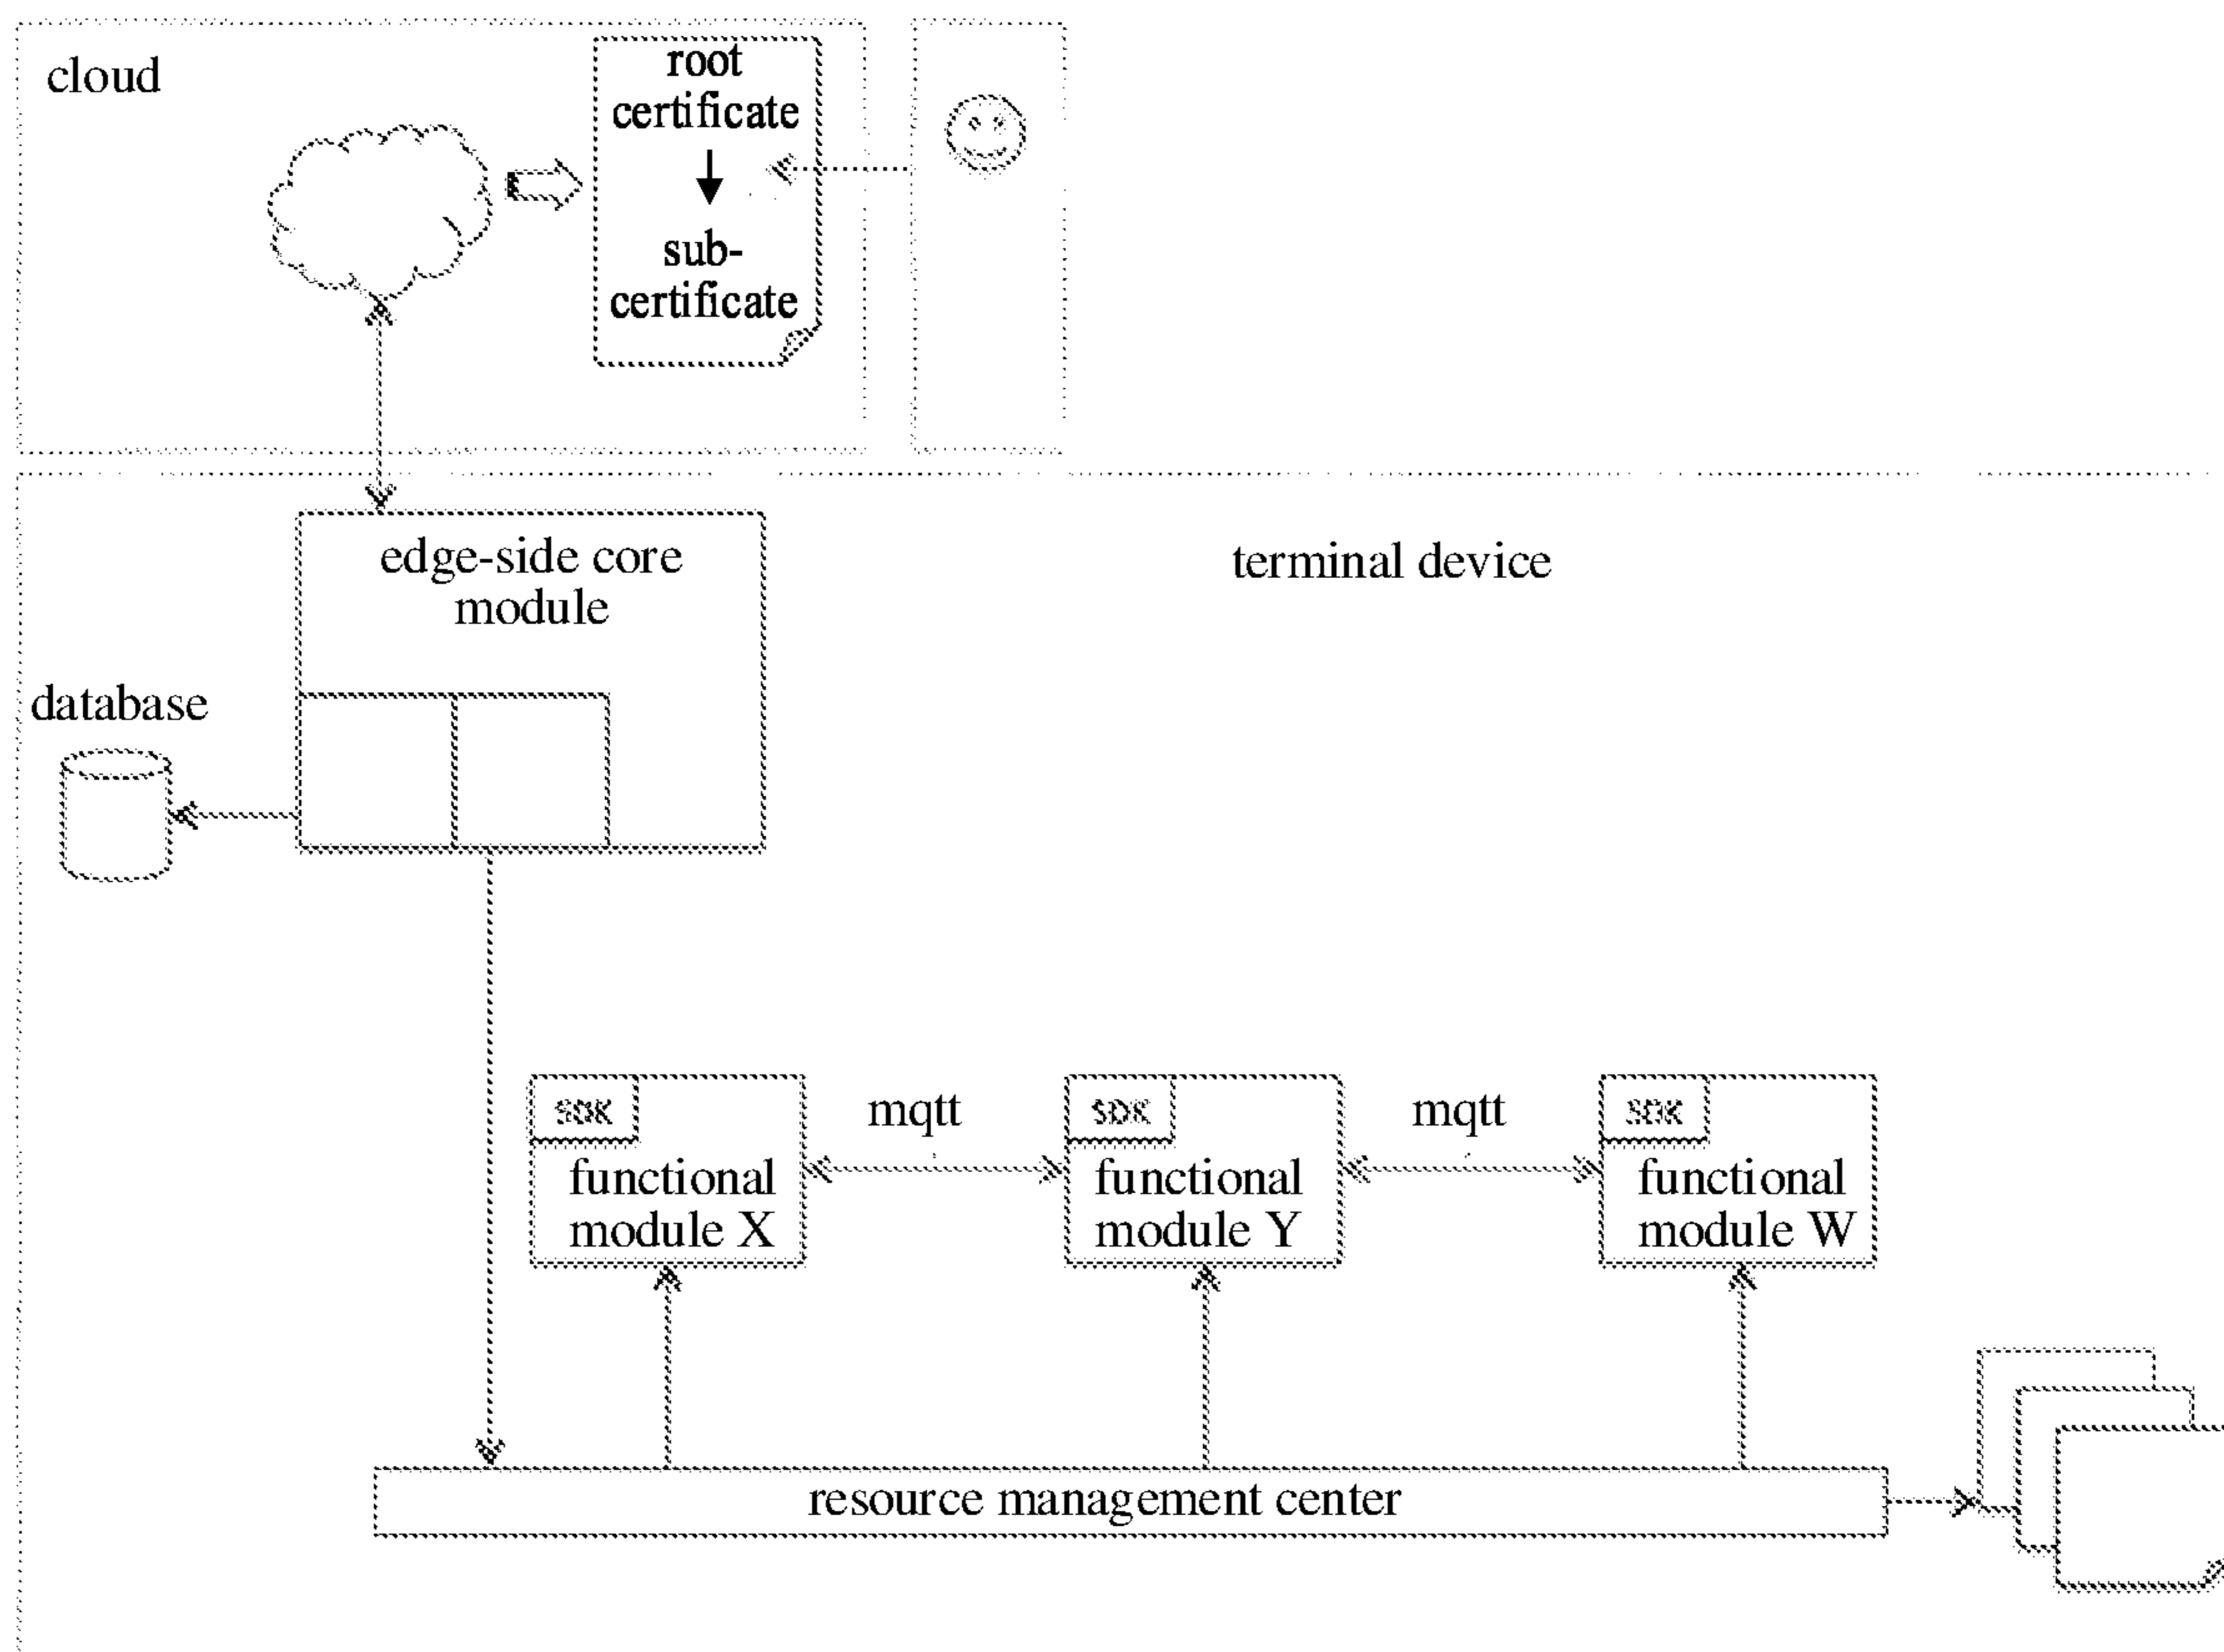 cloud
root
certificate
sub-
certificate
edge-side core
module
terminal device
database
SDK
functional
module X
mqtt
SDK
functional
module Y
mqtt
SDK
functional
module W
resource management center